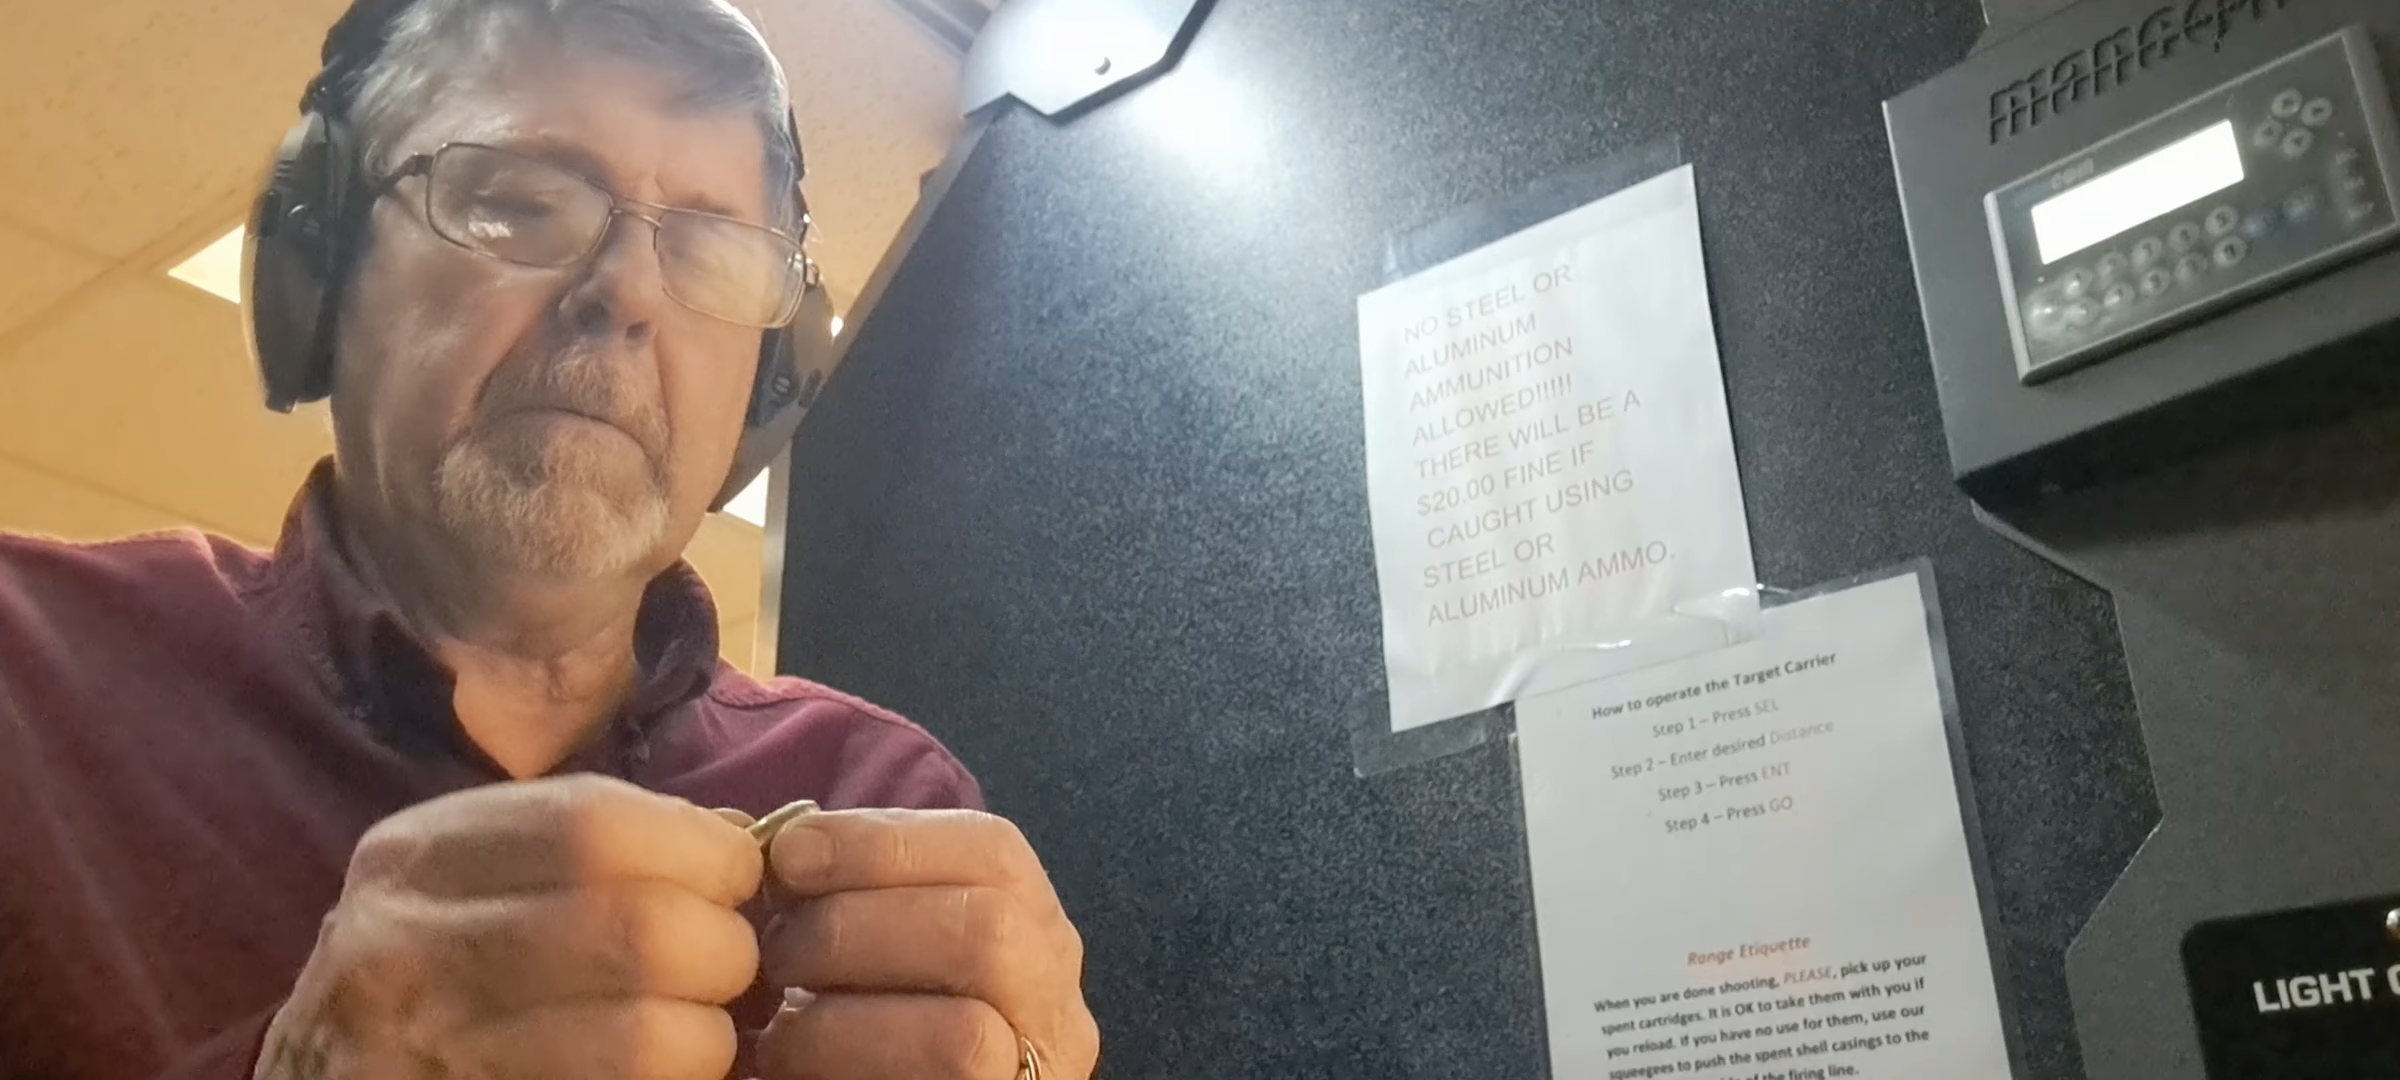 NO STEEL OR
ALUMINUM
AMMUNITION
ALLOWED!!!!!
THERE WILL BE A
$20.00 FINE IF
CAUGHT USING
STEEL OR
ALUMINUM AMMO.
How to operate the Target Carrier
Step 1 – Press SEL
Step 2 – Enter desired Distance
Step 3 – Press ENT
Step 4 – Press GO
Range Etiquette
When you are done shooting, PLEASE, pick up your
spent cartridges. It is OK to take them with you if
you reload. If you have no use for them, use our
squeegees to push the spent shell casings to the
of the firing line.
LIGHT